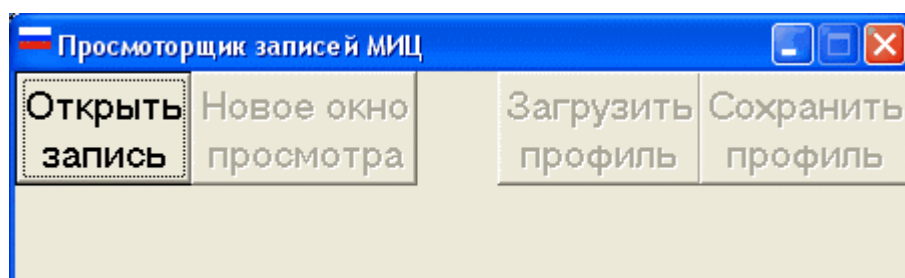 Просмоторщик записей МИЦ
Открыть Новое окно Загрузить Сохранить
запись просмотра профиль профиль